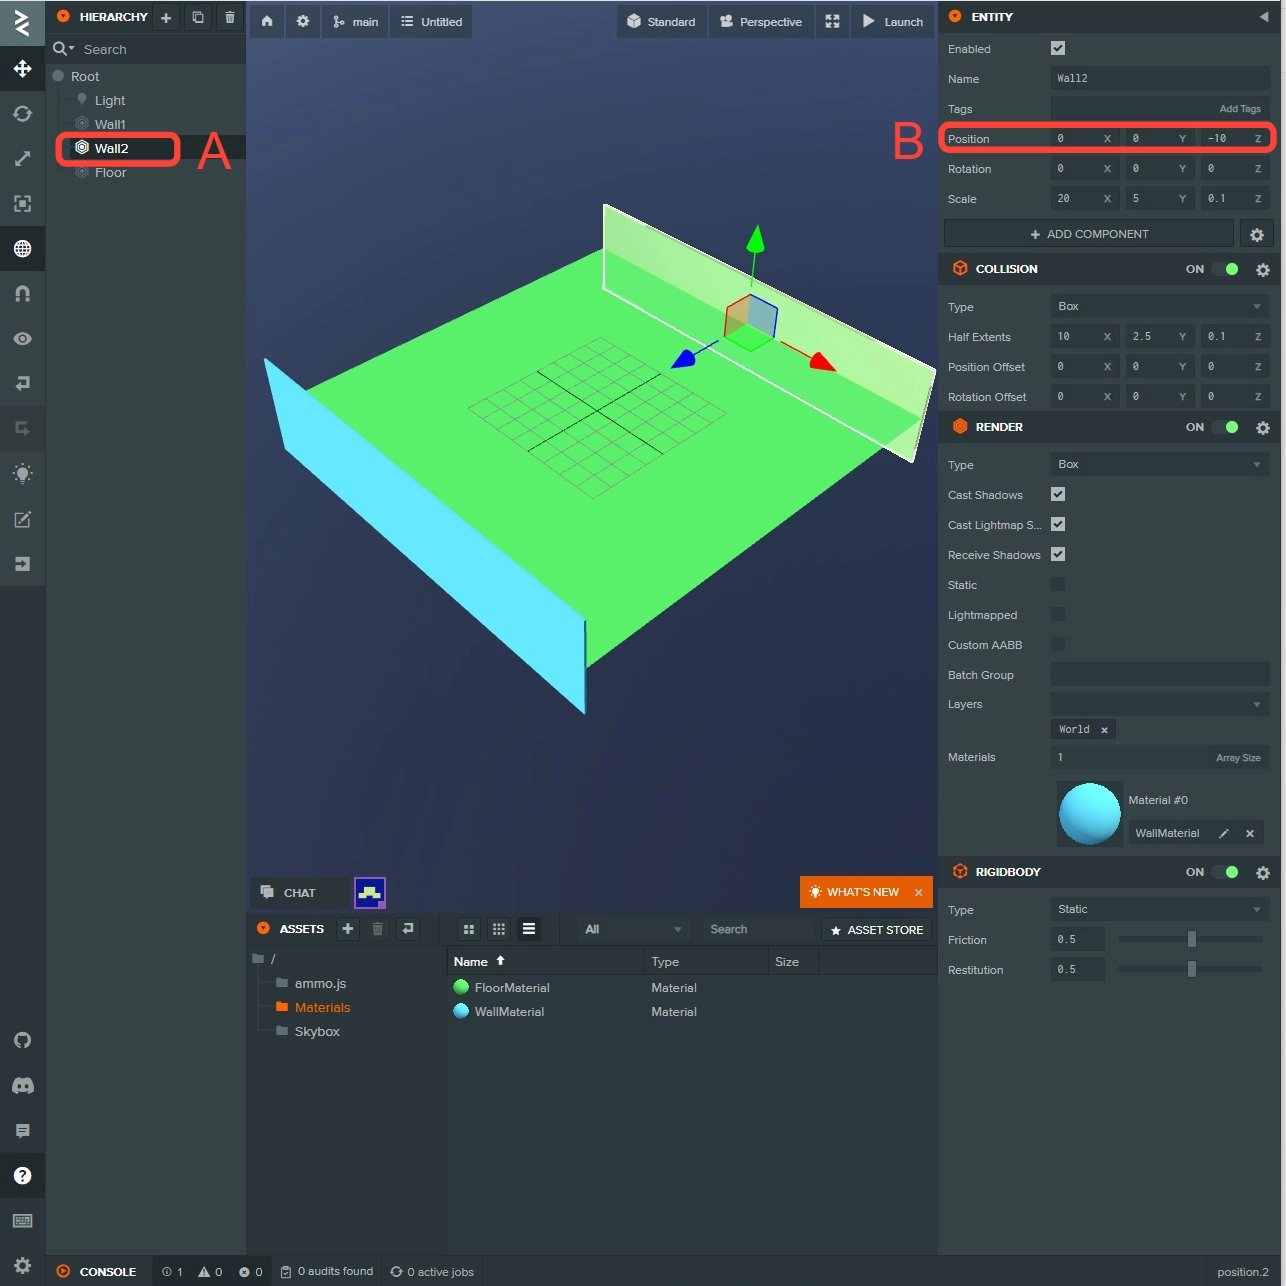 HIERARCHY
Search
Root
Light
Wall1
Wall2
Floor
A
main
Untitled
Standard
Perspective
Launch
ENTITY
Enabled
Name Wall2
Tags Add Tags
B
Position 0 X 0 Y -10 Z
Rotation 0 X 0 Y 0 Z
Scale 20 X 5 Y 0.1 Z
ADD COMPONENT
COLLISION ON
Type Box
Half Extents 10 X 2.5 Y 0.1 Z
Position Offset 0 X 0 Y 0 Z
Rotation Offset 0 X 0 Y 0 Z
RENDER ON
Type Box
Cast Shadows
Cast Lightmap S...
Receive Shadows
Static
Lightmapped
Custom AABB
Batch Group
Layers
World
Materials 1 Array Size
Material #0
WallMaterial
RIGIDBODY ON
Type Static
Friction 0.5
Restitution 0.5
CHAT
WHAT'S NEW
ASSETS All Search ASSET STORE
/
ammo.js
Materials
Skybox
Name Type Size
FloorMaterial Material
WallMaterial Material
CONSOLE 1 0 0 0 audits found 0 active jobs position.2